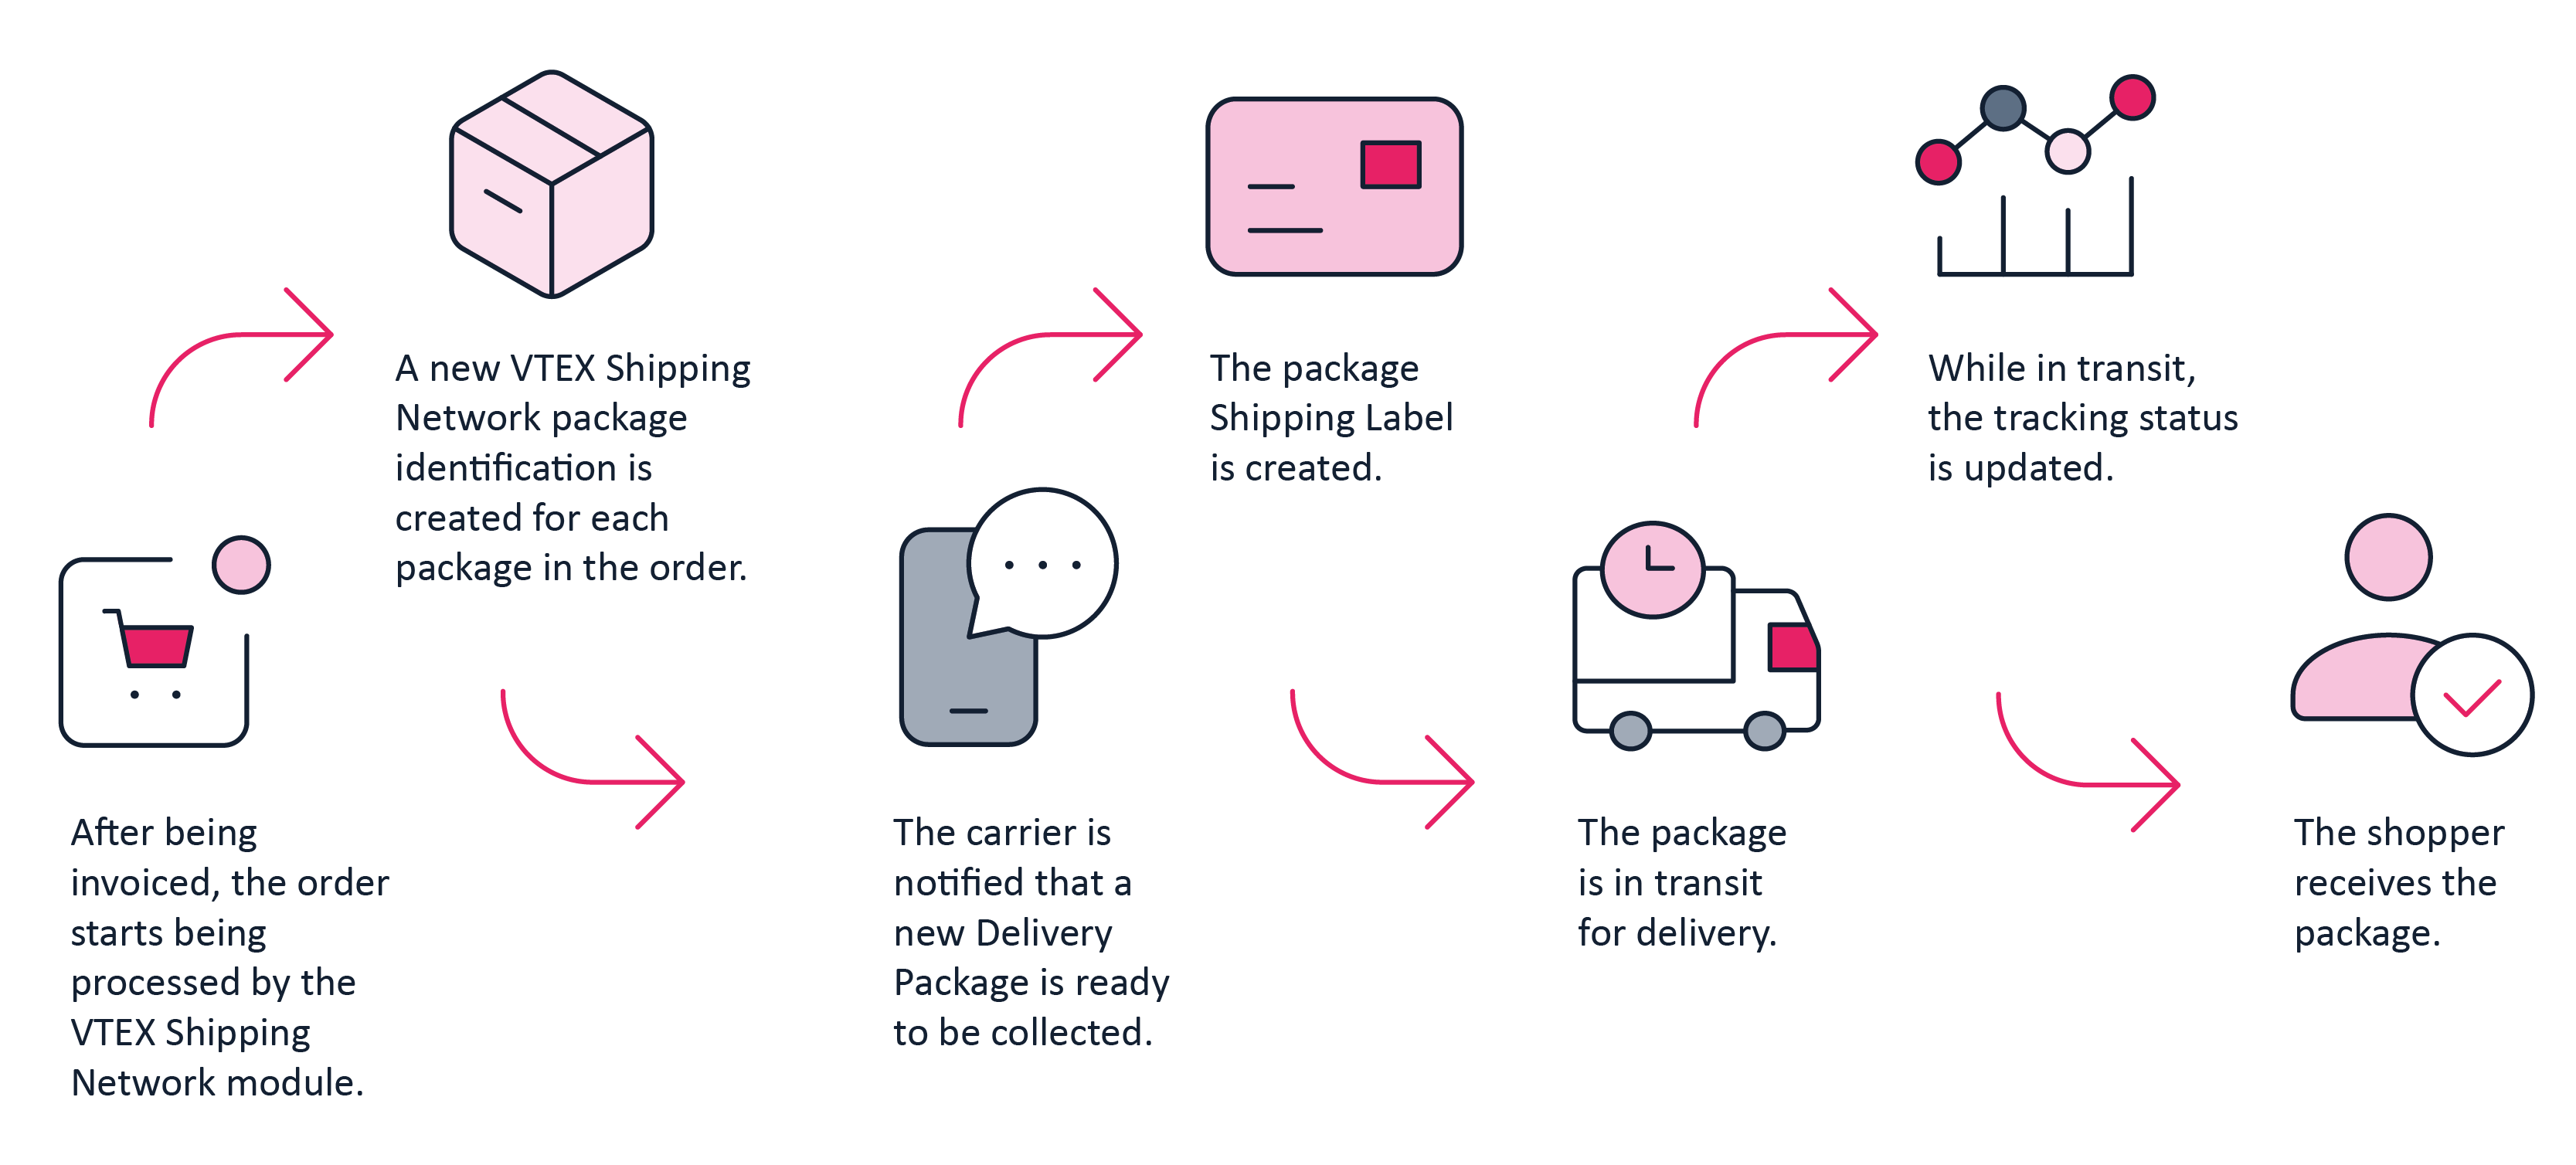 After being
invoiced, the order
starts being
processed by the
VTEX Shipping
Network module.
A new VTEX Shipping
Network package
identification is
created for each
package in the order.
The carrier is
notified that a
new Delivery
Package is ready
to be collected.
The package
Shipping Label
is created.
The package
is in transit
for delivery.
While in transit,
the tracking status
is updated.
The shopper
receives the
package.